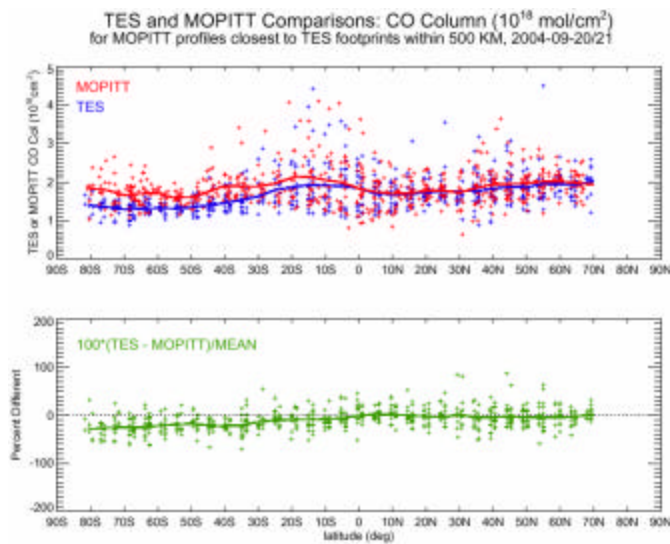 TES and MOPITT Comparisons: CO Column (10¹⁸ mol/cm²)
for MOPITT profiles closest to TES footprints within 500 KM, 2004-09-20/21
5
4
3
2
1
0
TES or MOPITT CO Col (10¹⁸cm⁻²)
MOPITT
TES
90S 80S 70S 60S 50S 40S 30S 20S 10S 0 10N 20N 30N 40N 50N 60N 70N 80N 90N
200
100
0
-100
-200
Percent Different
100*(TES - MOPITT)/MEAN
90S 80S 70S 60S 50S 40S 30S 20S 10S 0 10N 20N 30N 40N 50N 60N 70N 80N 90N
latitude (deg)